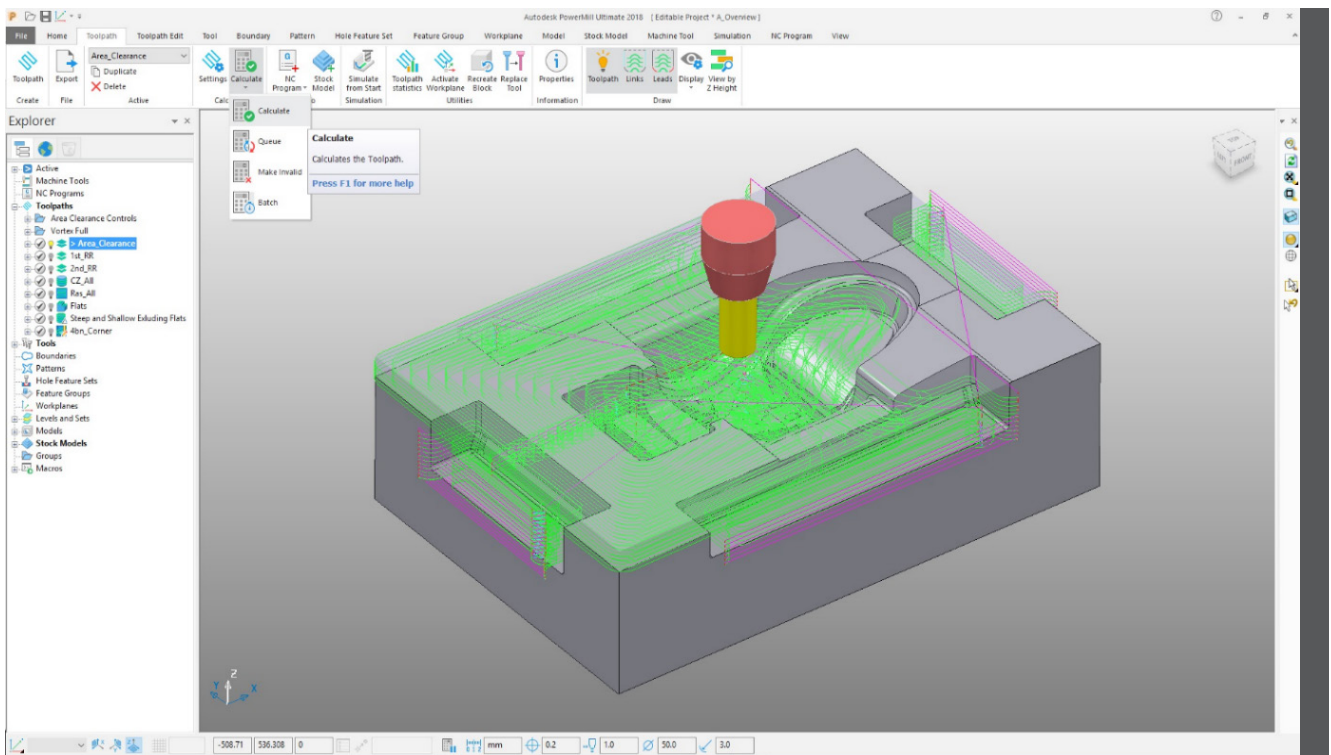 Autodesk PowerMill Ultimate 2018 [ Editable Project * A_Overview ]
File Home Toolpath Toolpath Edit Tool Boundary Pattern Hole Feature Set Feature Group Workplane Model Stock Model Machine Tool Simulation NC Program View
Area_Clearance
Duplicate
Delete
Toolpath Export Settings Calculate NC Program Stock Model Simulate from Start Toolpath statistics Activate Workplane Recreate Block Replace Tool Properties Toolpath Links Leads Display View by Z Height
Create File Active Simulation Utilities Information Draw
Calculate
Queue
Make Invalid
Batch
Calculate
Calculates the Toolpath.
Press F1 for more help
Explorer
Active
Machine Tools
NC Programs
Toolpaths
Area Clearance Controls
Vortex Full
> Area_Clearance
1st_RR
2nd_RR
CZ_All
Ras_All
Flats
Steep and Shallow Exluding Flats
4bn_Corner
Tools
Boundaries
Patterns
Hole Feature Sets
Feature Groups
Workplanes
Levels and Sets
Models
Stock Models
Groups
Macros
FRONT
Z
Y
X
-508.71 536.308 0 mm 0.2 1.0 50.0 3.0